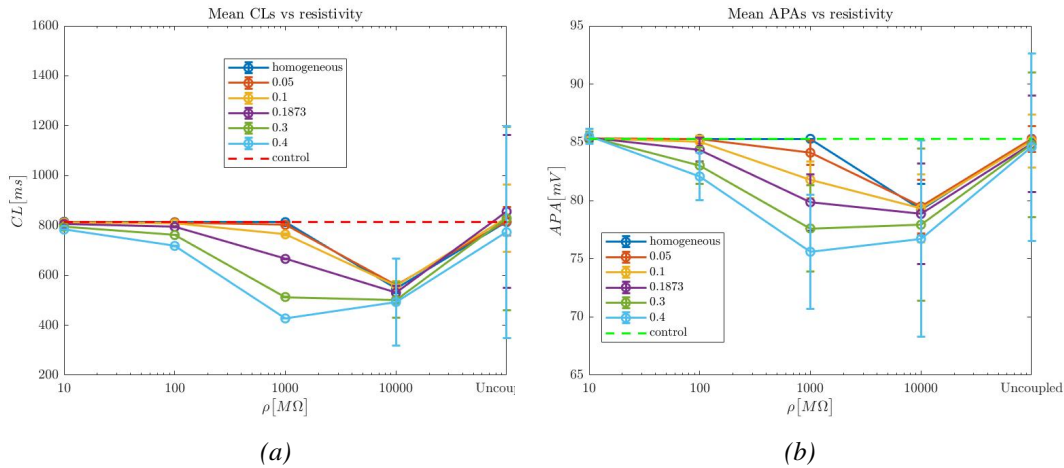 Mean CLs vs resistivity
1600
1400
1200
1000
800
600
400
200
CL[ms]
homogeneous
0.05
0.1
0.1873
0.3
0.4
control
10
100
1000
10000
Uncoupl
ρ[MΩ]
(a)
Mean APAs vs resistivity
95
90
85
80
75
70
65
APA[mV]
homogeneous
0.05
0.1
0.1873
0.3
0.4
control
10
100
1000
10000
Uncoupled
ρ[MΩ]
(b)